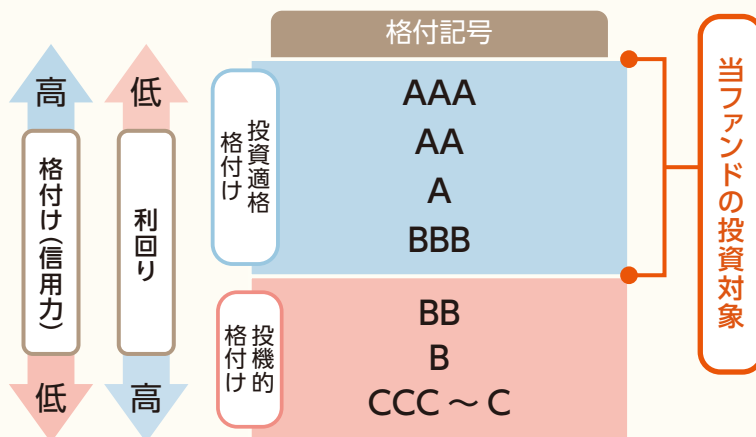 格付記号
高
格付け(信用力)
低
低
利回り
高
投資適格
格付け
AAA
AA
A
BBB
投機的
格付け
BB
B
CCC ～ C
当ファンドの投資対象